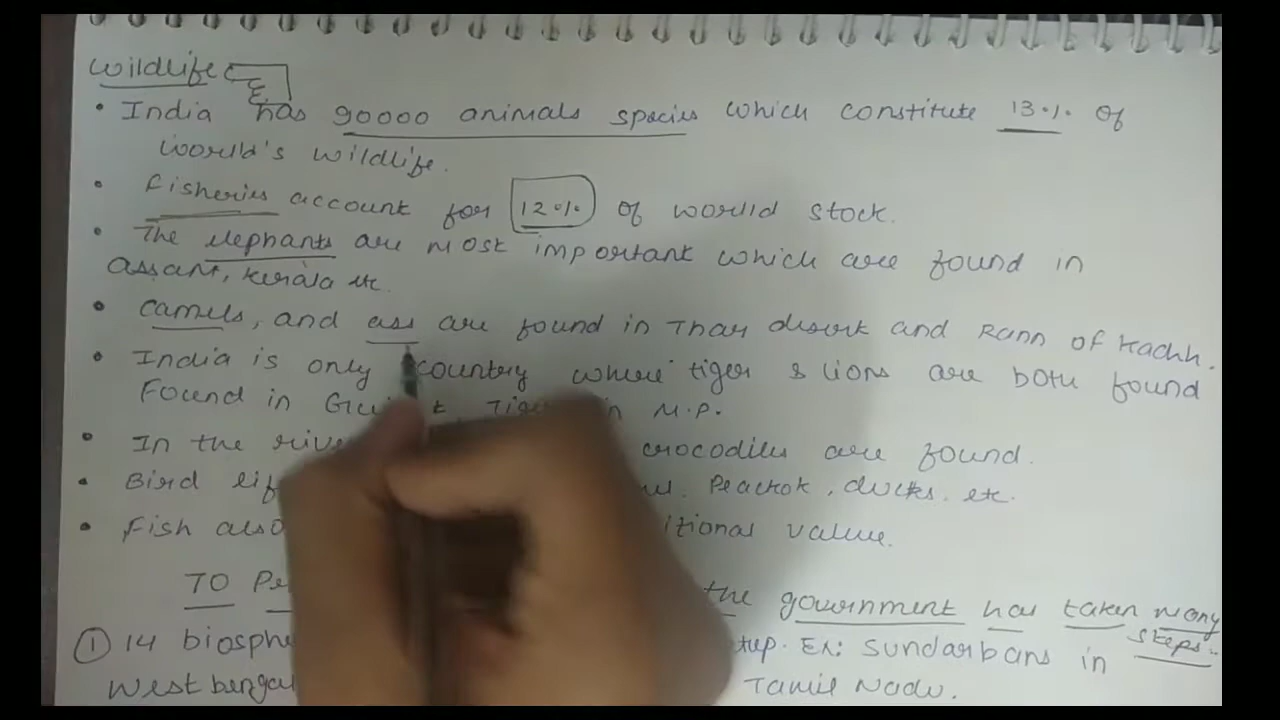 Wildlife
• India has 90000 animals species which constitute 13% of
World's wildlife.
• Fisheries account for 12% of world stock.
• The elephants are most important which are found in
Assam, Kerala etc.
• Camels, and ass are found in Thar desert and Rann of Kachh.
• India is only country where tiger & lions are both found
Found in in M.P.
• In the crocodiles are found.
• Bird Peacock, ducks. etc.
• Fish also value.
TO the government has taken many
steps.
① 14 Ex: Sundarbans in
West bengal Tamil Nadu.